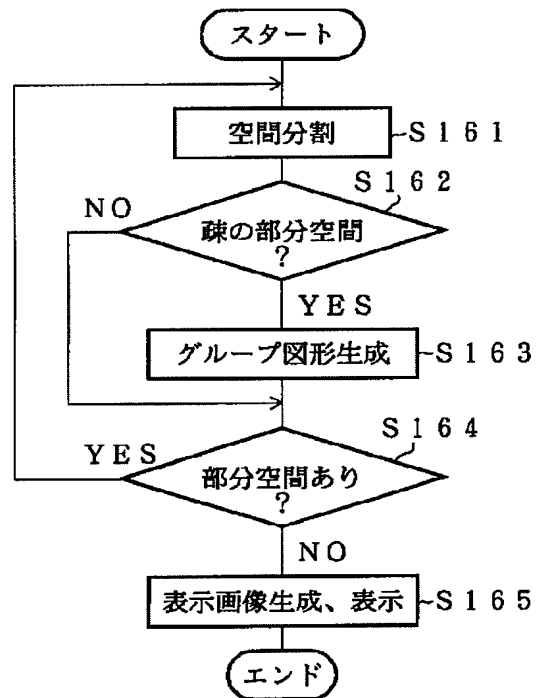 スタート
空間分割
S161
S162
NO
疎の部分空間
?
YES
グループ図形生成
S163
S164
YES
部分空間あり
?
NO
表示画像生成、表示
S165
エンド